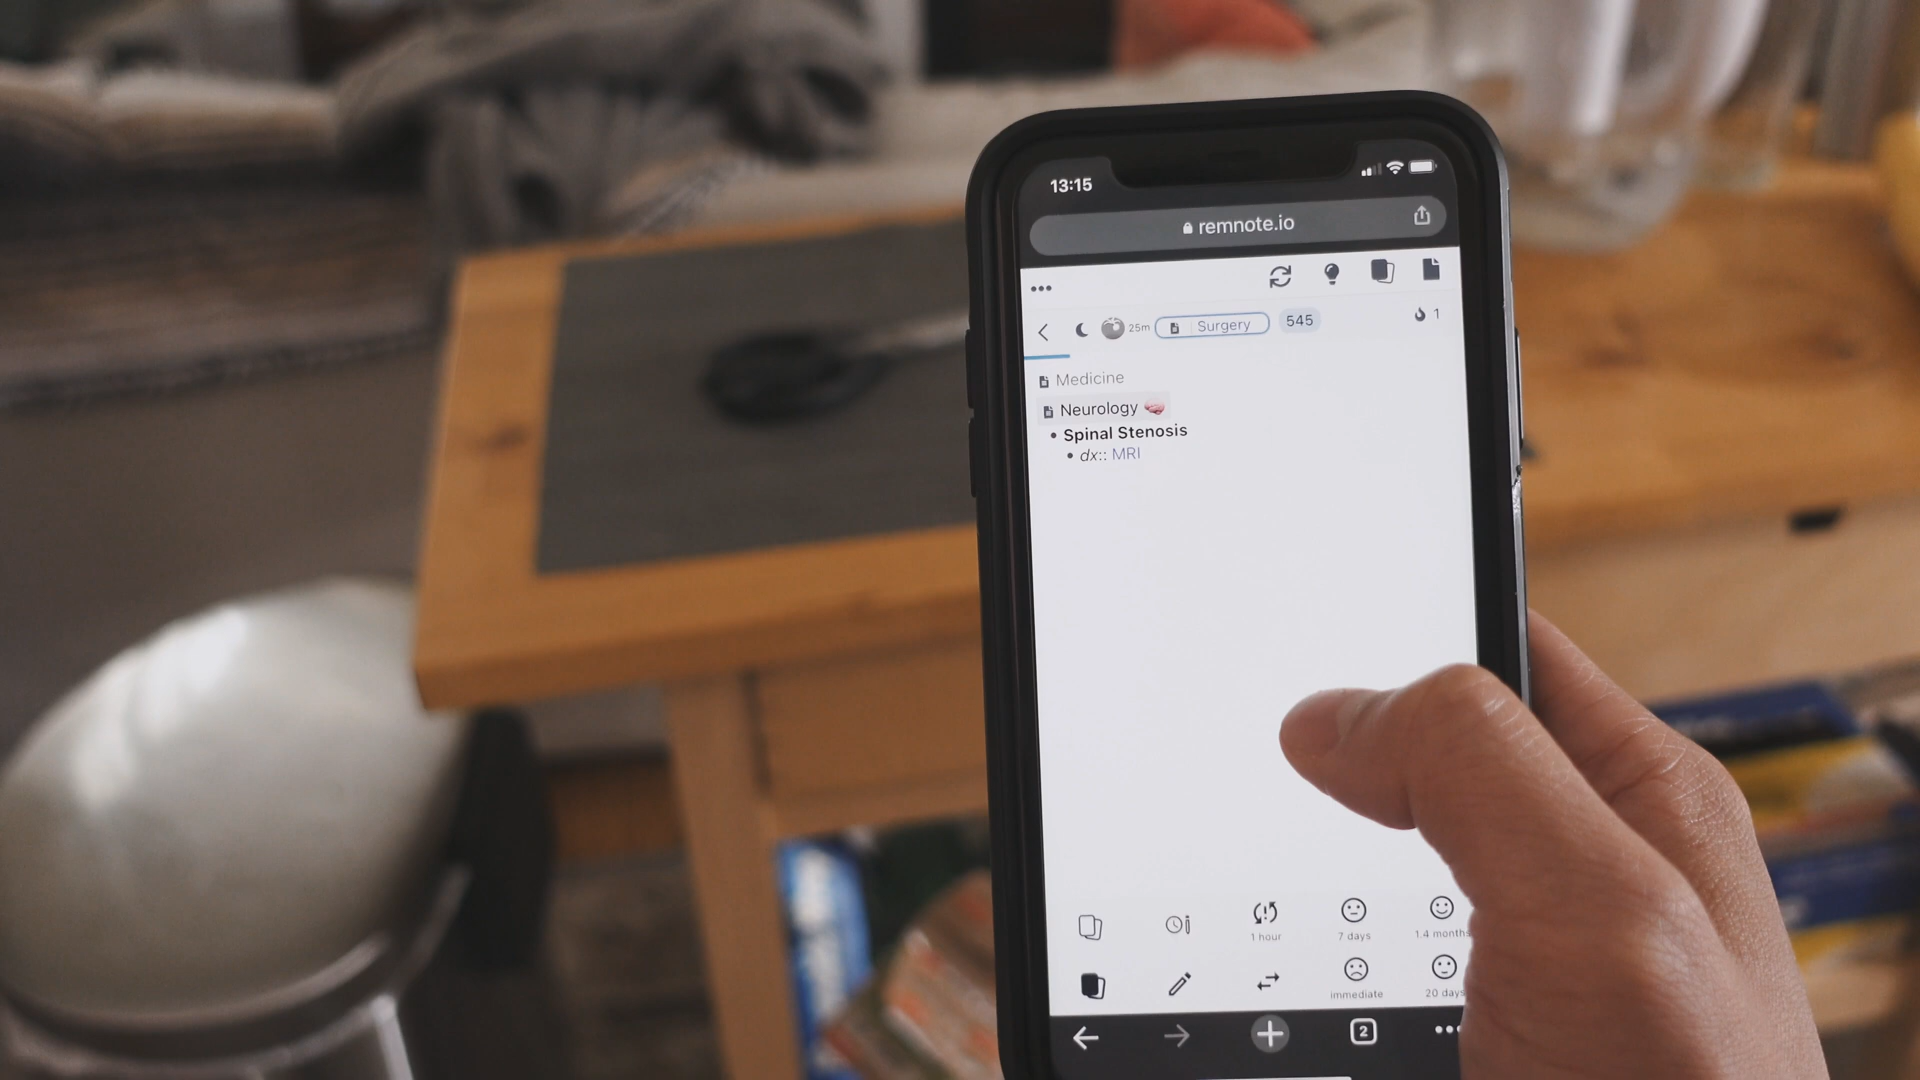 13:15
remnote.io
25m Surgery 545 1
Medicine
Neurology
Spinal Stenosis
dx:: MRI
1 hour 7 days 1.4 months
immediate 20 days
2